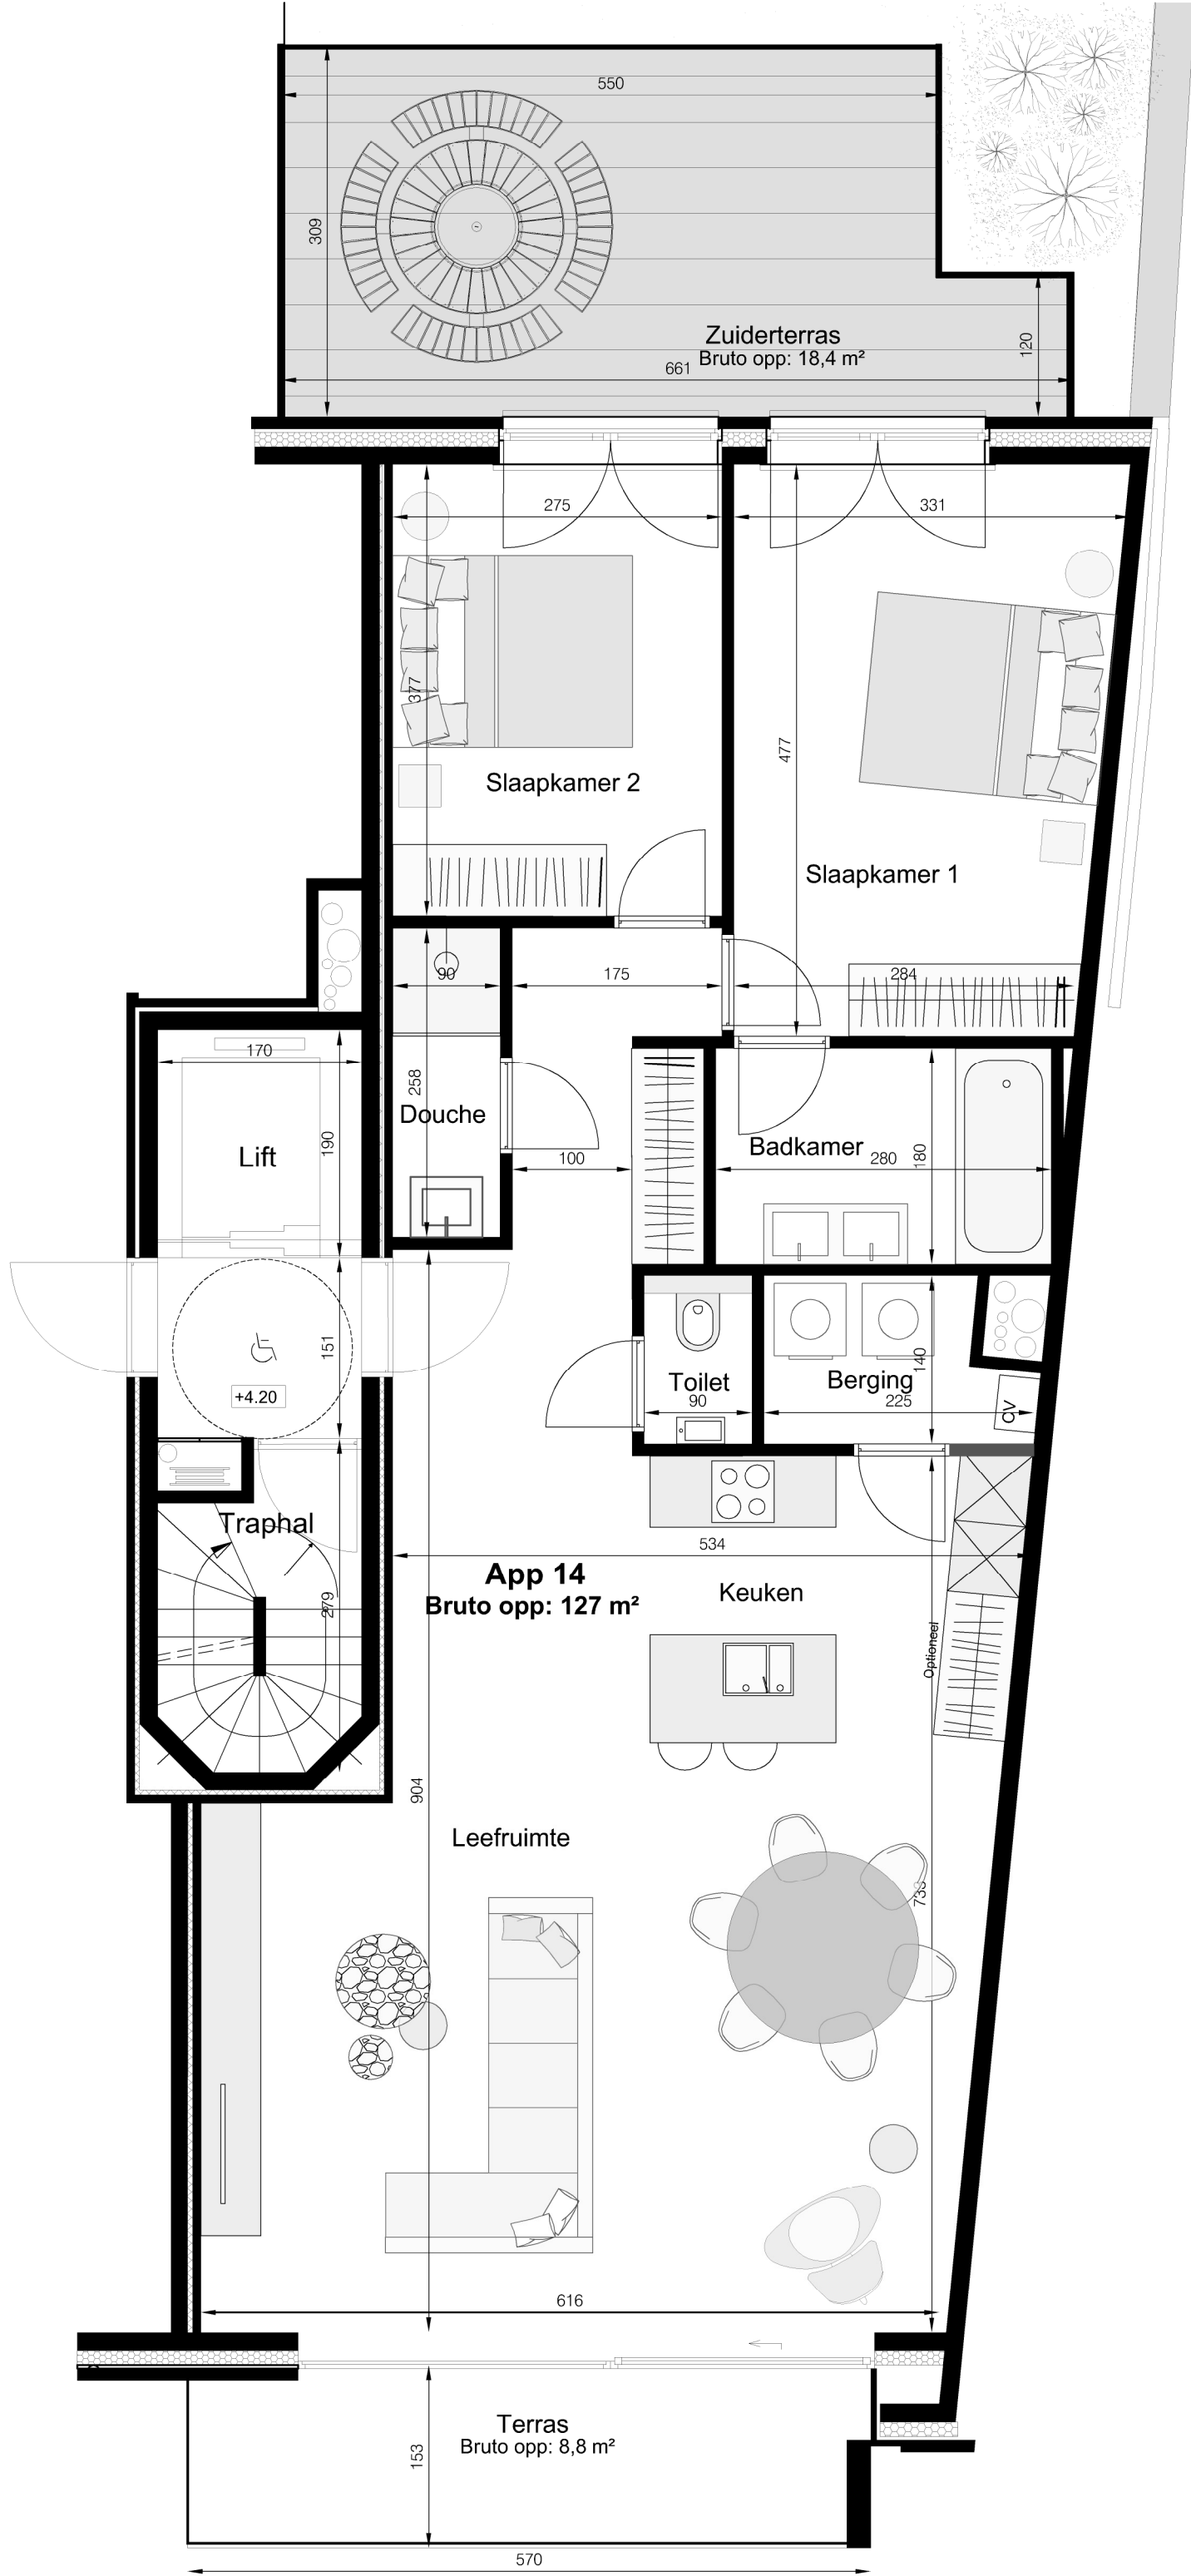 550
309
Zuiderterras
Bruto opp: 18,4 m²
120
661
275
331
377
477
Slaapkamer 2
Slaapkamer 1
90
175
284
170
258
190
Lift
Douche
100
Badkamer
280
180
151
+4.20
Toilet
90
Berging
140
225
CV
Traphal
534
App 14
Bruto opp: 127 m²
Keuken
279
Optioneel
904
Leefruimte
733
616
Terras
Bruto opp: 8,8 m²
153
570